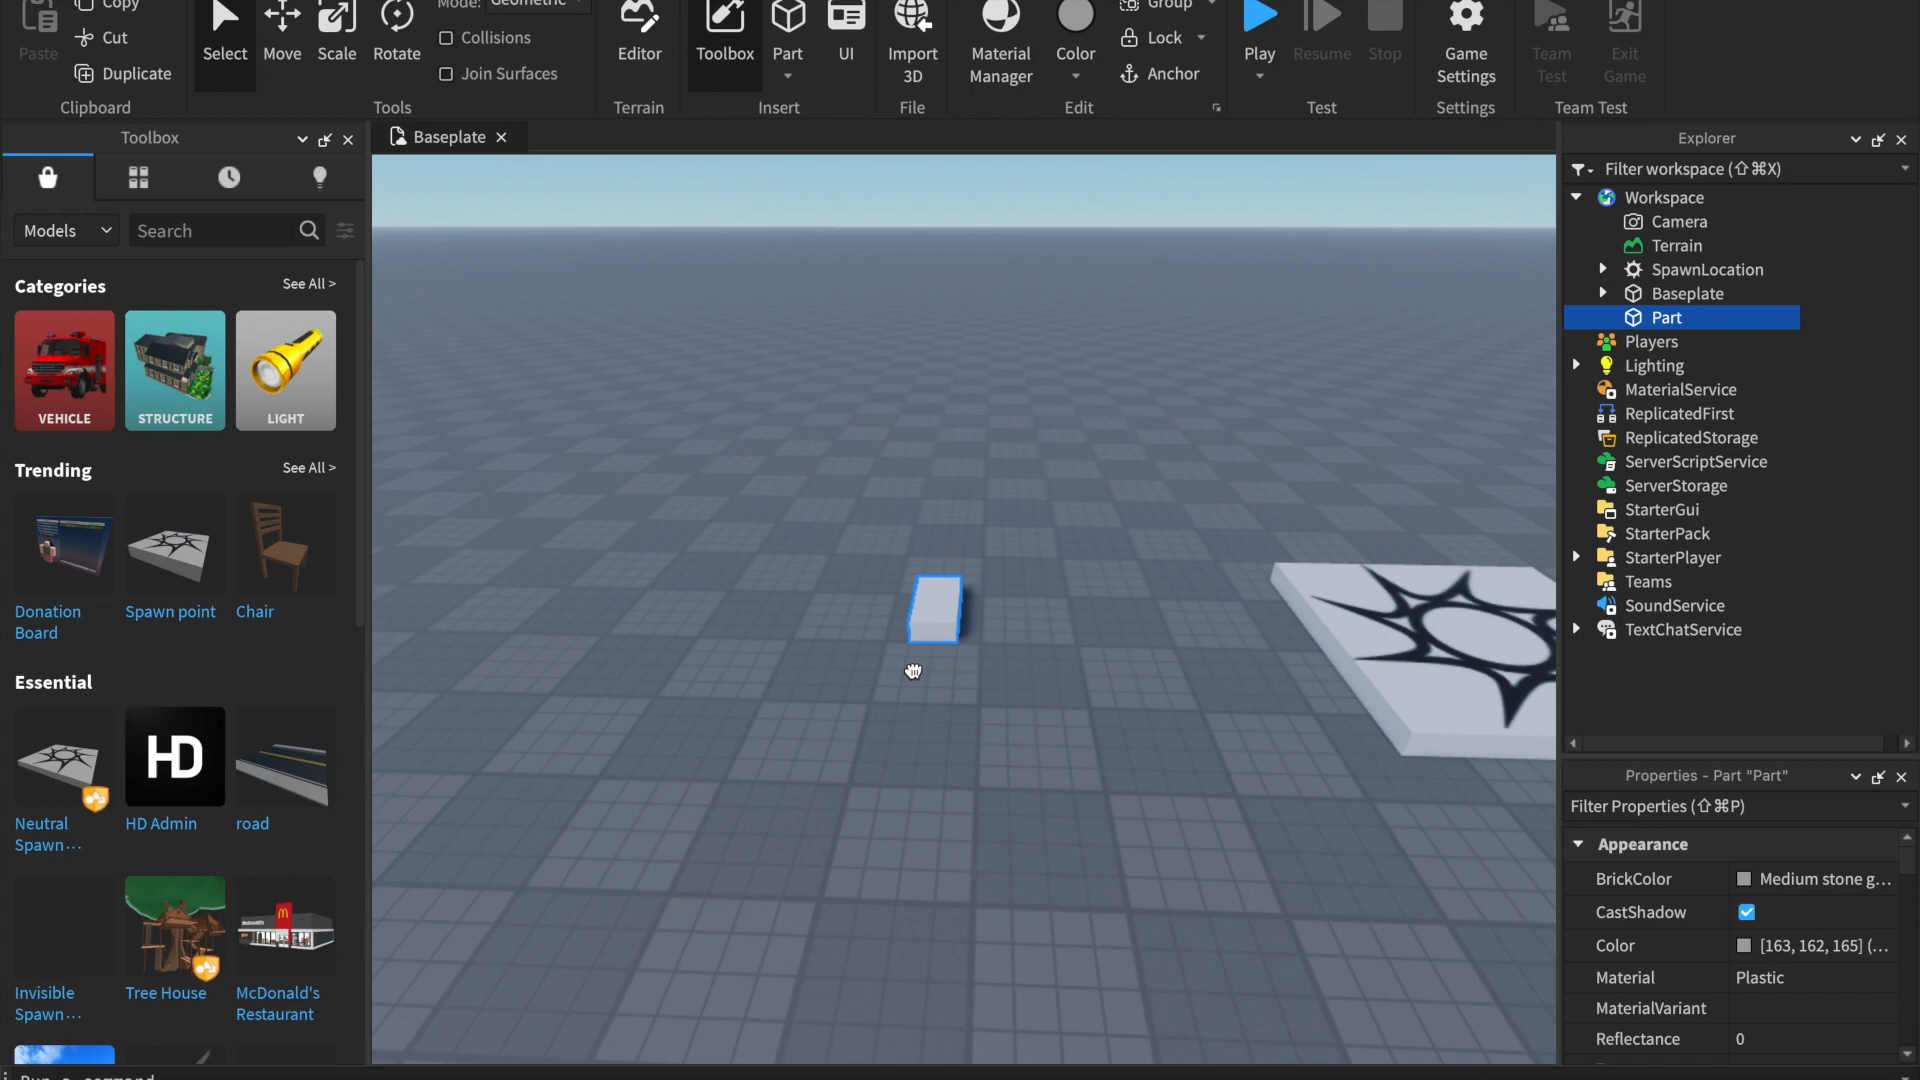 Copy
Mode: Geometric
Group
Paste
Cut
Select
Move
Scale
Rotate
Collisions
Editor
Toolbox
Part
UI
Import
3D
Material
Manager
Color
Lock
Play
Resume
Stop
Game
Settings
Team
Test
Exit
Game
Duplicate
Join Surfaces
Anchor
Clipboard
Tools
Terrain
Insert
File
Edit
Test
Settings
Team Test
Toolbox
Baseplate
Explorer
Filter workspace (⇧⌘X)
Models
Search
Categories
See All >
VEHICLE
STRUCTURE
LIGHT
Trending
See All >
Donation
Board
Spawn point
Chair
Essential
HD
Neutral
Spawn...
HD Admin
road
Invisible
Spawn...
Tree House
McDonald's
McDonald's
Restaurant
Workspace
Camera
Terrain
SpawnLocation
Baseplate
Part
Players
Lighting
MaterialService
ReplicatedFirst
ReplicatedStorage
ServerScriptService
ServerStorage
StarterGui
StarterPack
StarterPlayer
Teams
SoundService
TextChatService
Properties - Part "Part"
Filter Properties (⇧⌘P)
Appearance
BrickColor
Medium stone g...
CastShadow
Color
[163, 162, 165] (...
Material
Plastic
MaterialVariant
Reflectance
0
Run a command